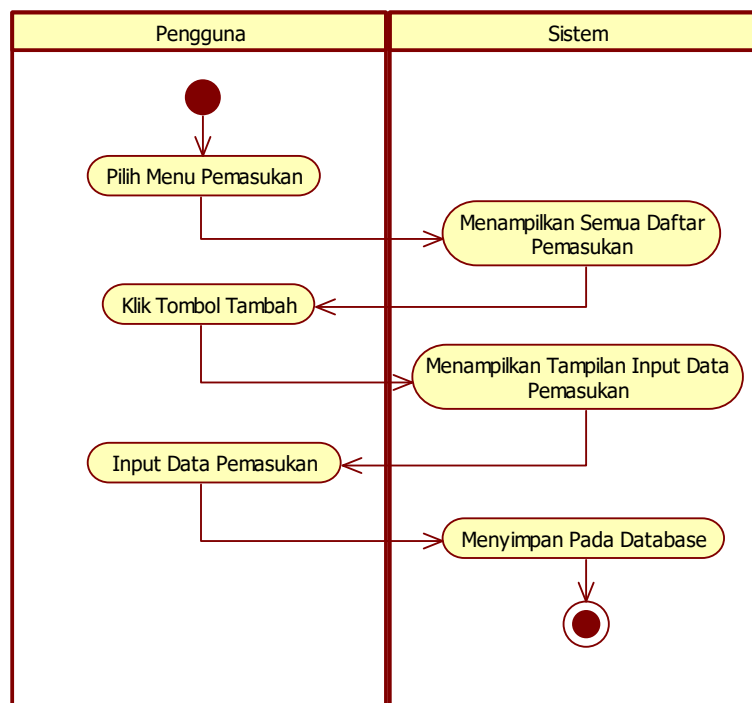 Pengguna
Sistem
Pilih Menu Pemasukan
Menampilkan Semua Daftar
Pemasukan
Klik Tombol Tambah
Menampilkan Tampilan Input Data
Pemasukan
Input Data Pemasukan
Menyimpan Pada Database